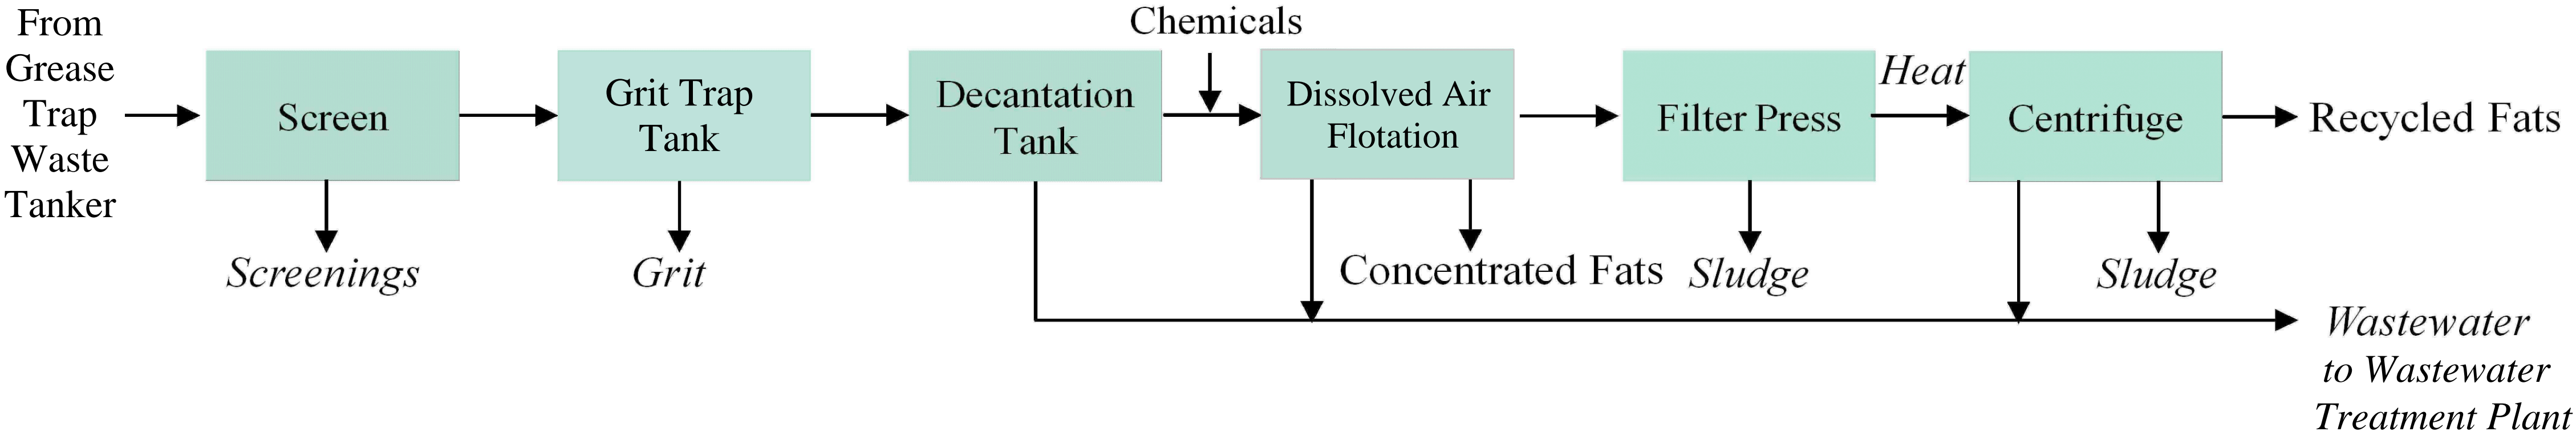 From
Grease
Trap
Waste
Tanker
Screen
Screenings
Grit Trap
Tank
Grit
Decantation
Tank
Chemicals
Dissolved Air
Flotation
Concentrated Fats
Filter Press
Sludge
Heat
Centrifuge
Sludge
Recycled Fats
Wastewater
to Wastewater
Treatment Plant